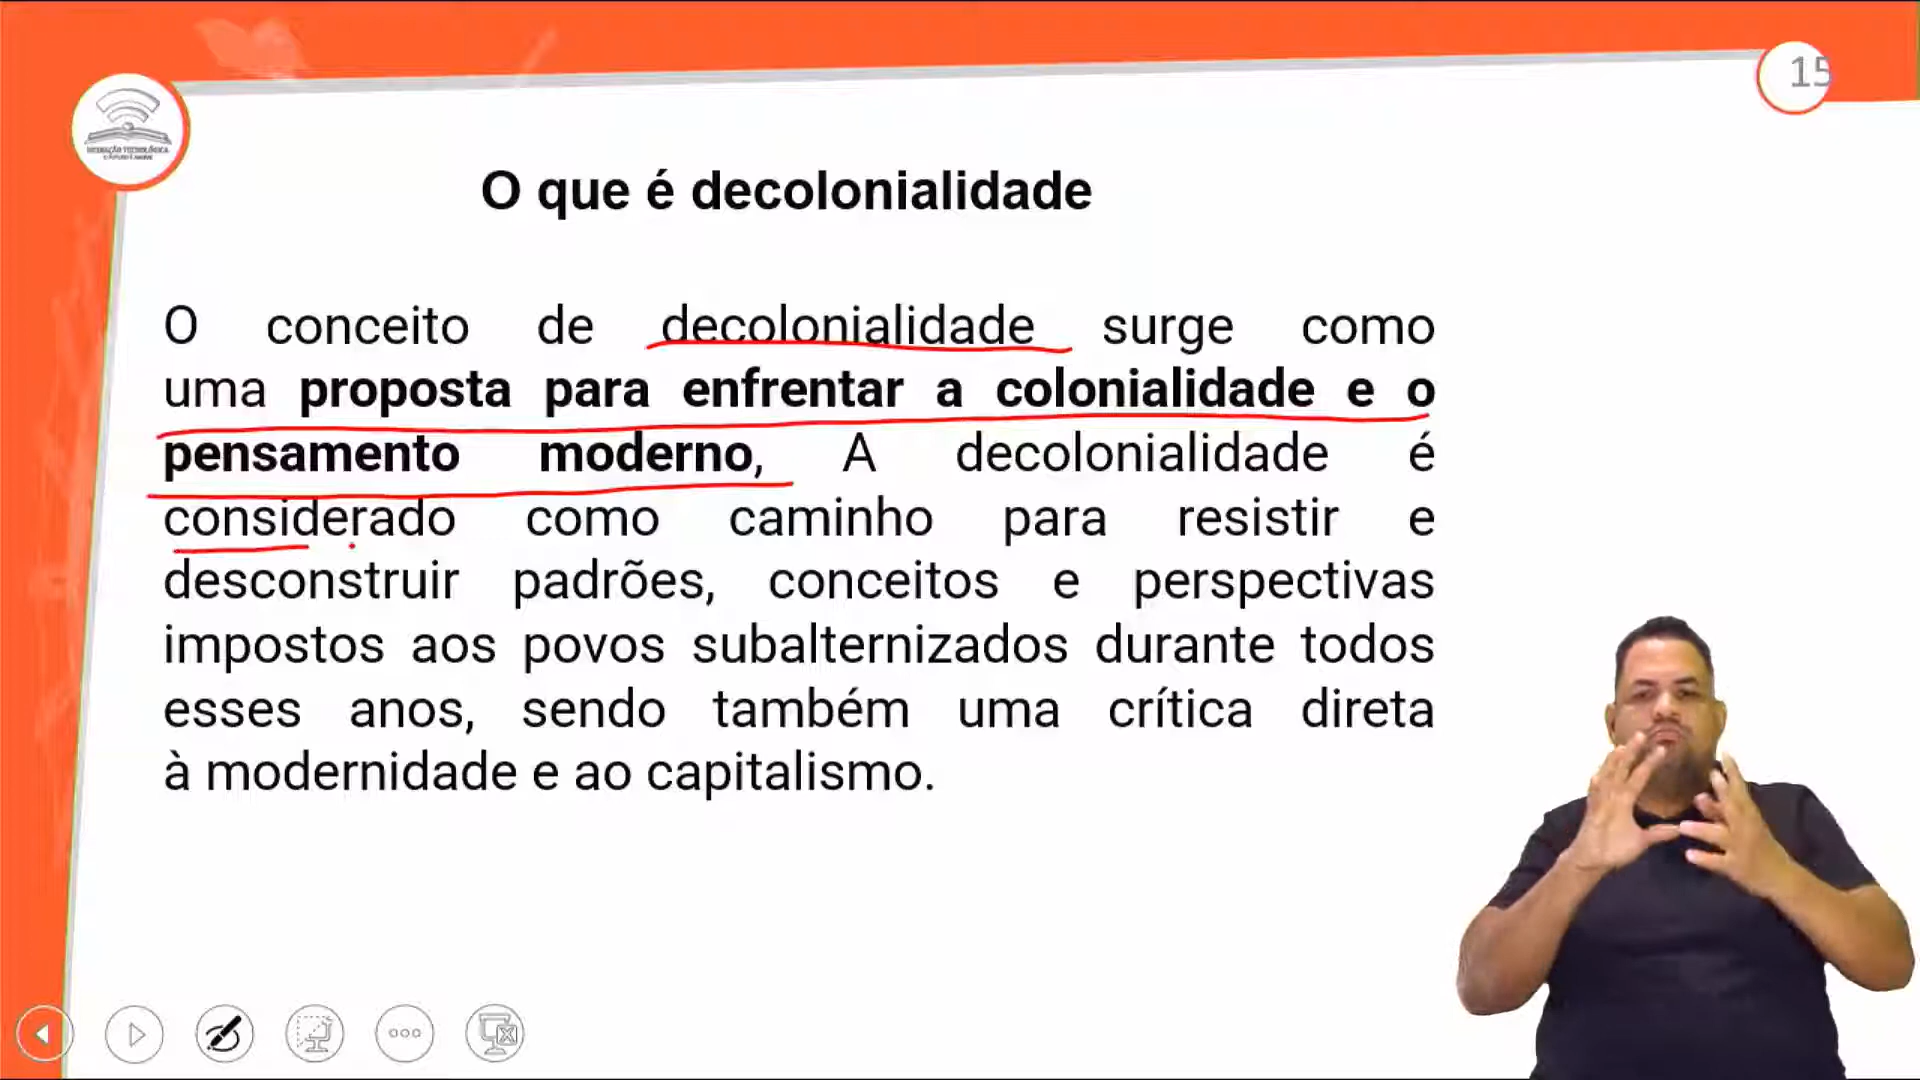 15
MEDIAÇÃO TECNOLÓGICA
O que é decolonialidade
O conceito de decolonialidade surge como
uma proposta para enfrentar a colonialidade e o
pensamento moderno, A decolonialidade é
considerado como caminho para resistir e
desconstruir padrões, conceitos e perspectivas
impostos aos povos subalternizados durante todos
esses anos, sendo também uma crítica direta
à modernidade e ao capitalismo.